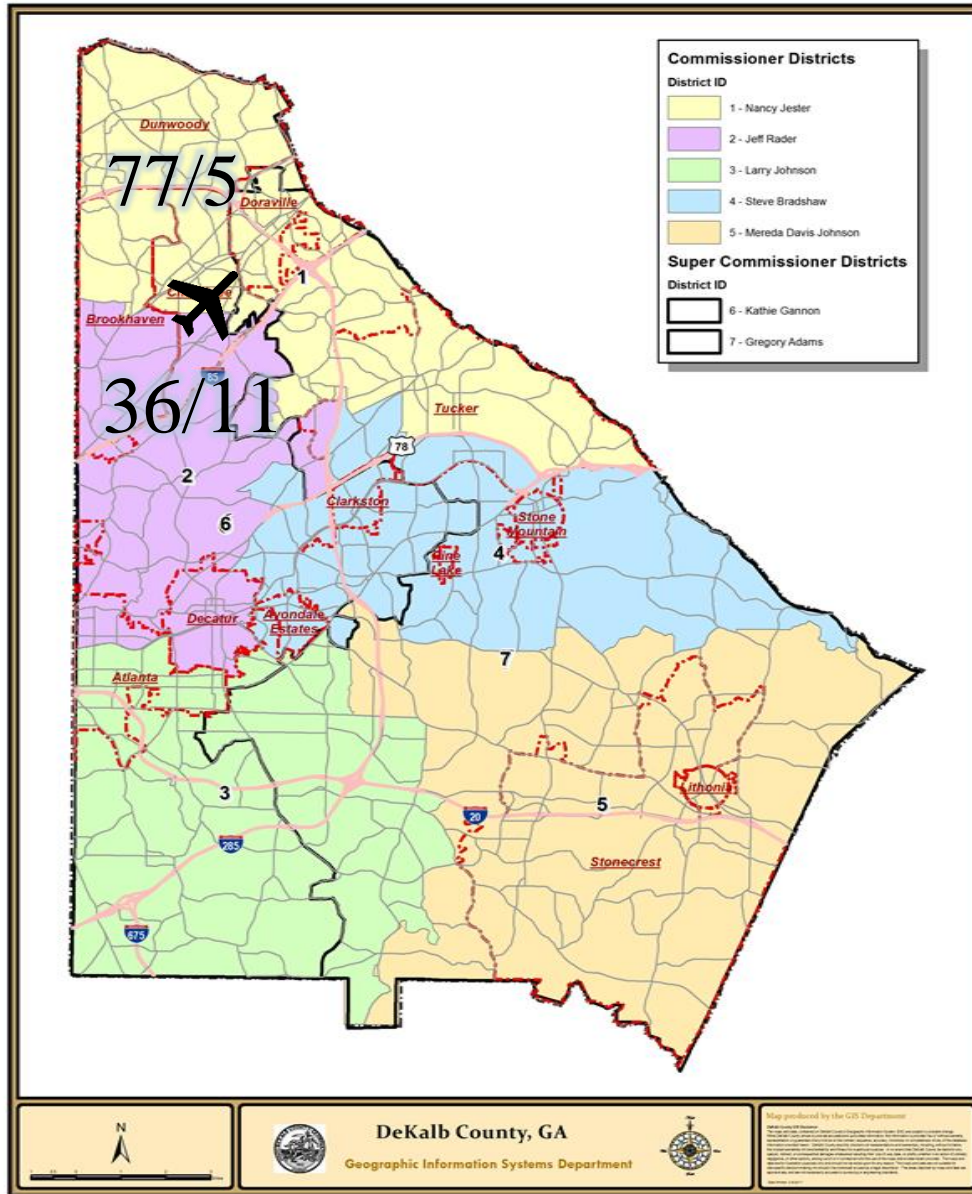 Commissioner Districts
District ID
1 - Nancy Jester
2 - Jeff Rader
3 - Larry Johnson
4 - Steve Bradshaw
5 - Mereda Davis Johnson
Super Commissioner Districts
District ID
6 - Kathie Gannon
7 - Gregory Adams
Dunwoody
77/5
Doraville
1
Brookhaven
85
36/11
Tucker
78
2
Clarkston
6
Stone
Mountain
4
Lake
Decatur
Avondale
Estates
7
Atlanta
3
5
20
285
Stonecrest
675
N
DeKalb County, GA
Geographic Information Systems Department
Map produced by the GIS Department